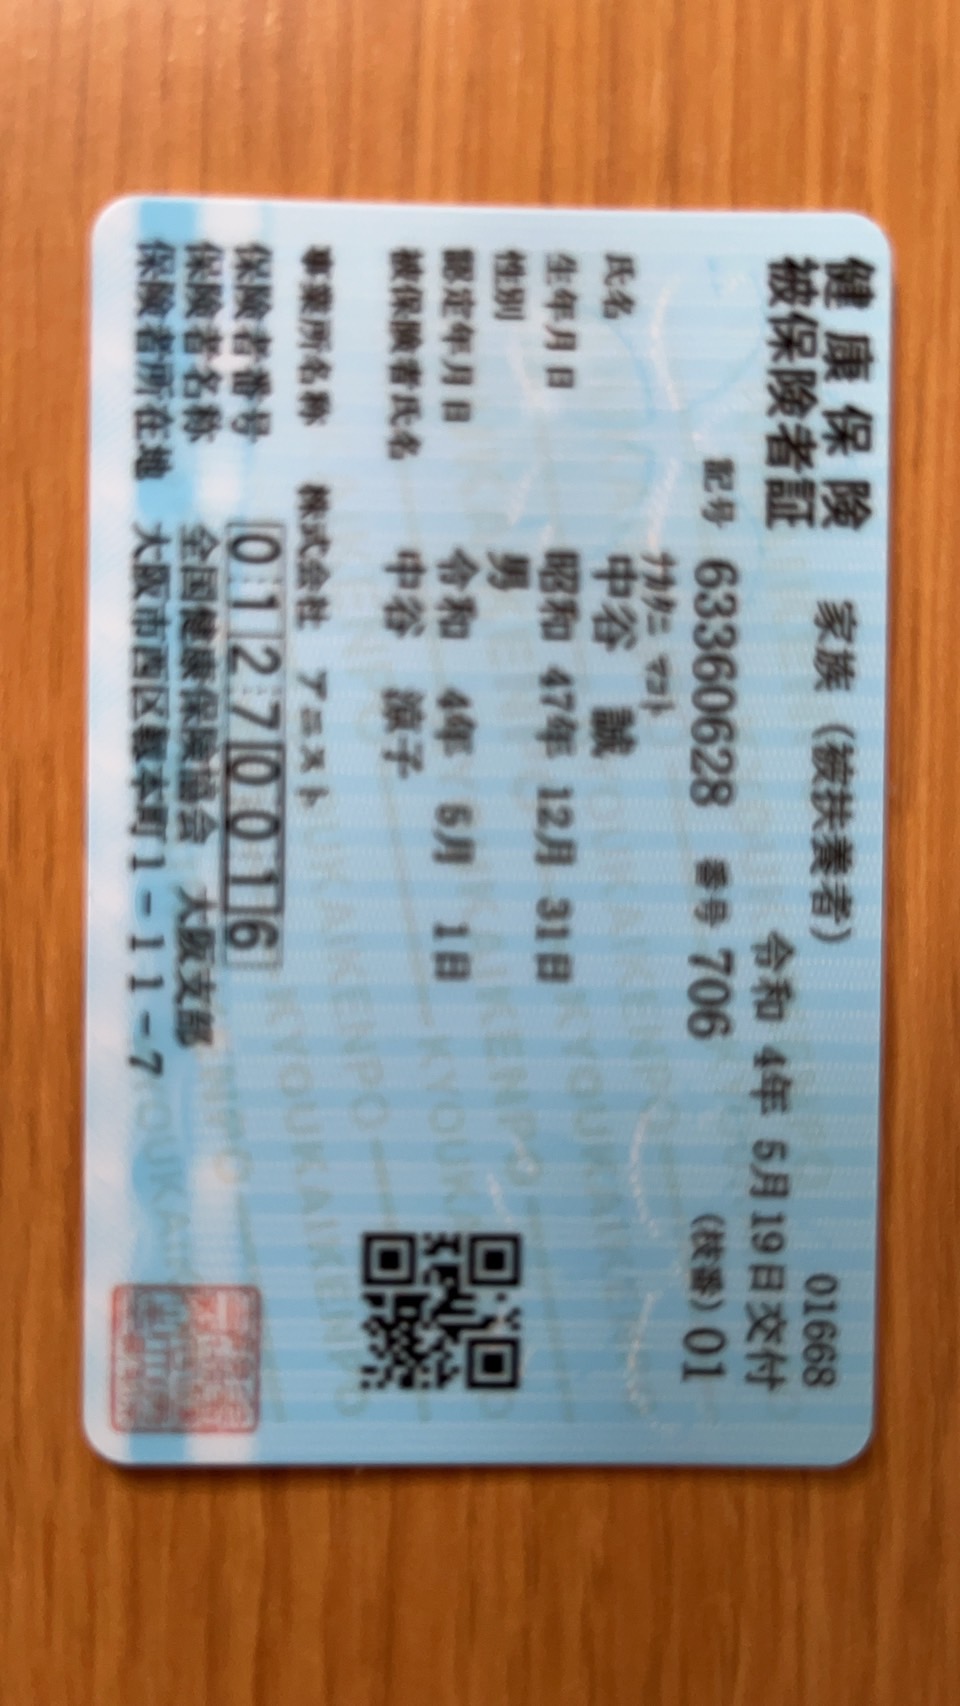 健康保険 家族（被扶養者） 01668
被保険者証 令和 4年 5月 19日交付
記号 63360628 番号 706 （枝番）01
ﾅｶﾀﾆ ﾏｺﾄ
氏名 中谷 誠
生年月日 昭和 47年 12月 31日
性別 男
認定年月日 令和 4年 5月 1日
被保険者氏名 中谷 涼子
事業所名称 株式会社 アニスト
保険者番号 01270016
保険者名称 全国健康保険協会 大阪支部
保険者所在地 大阪市西区靱本町1-11-7